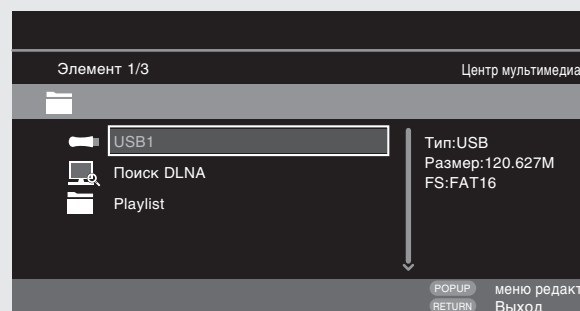 Элемент 1/3
Центр мультимедиа
USB1
Поиск DLNA
Playlist
Тип:USB
Размер:120.627M
FS:FAT16
POPUP меню редакт
RETURN Выход